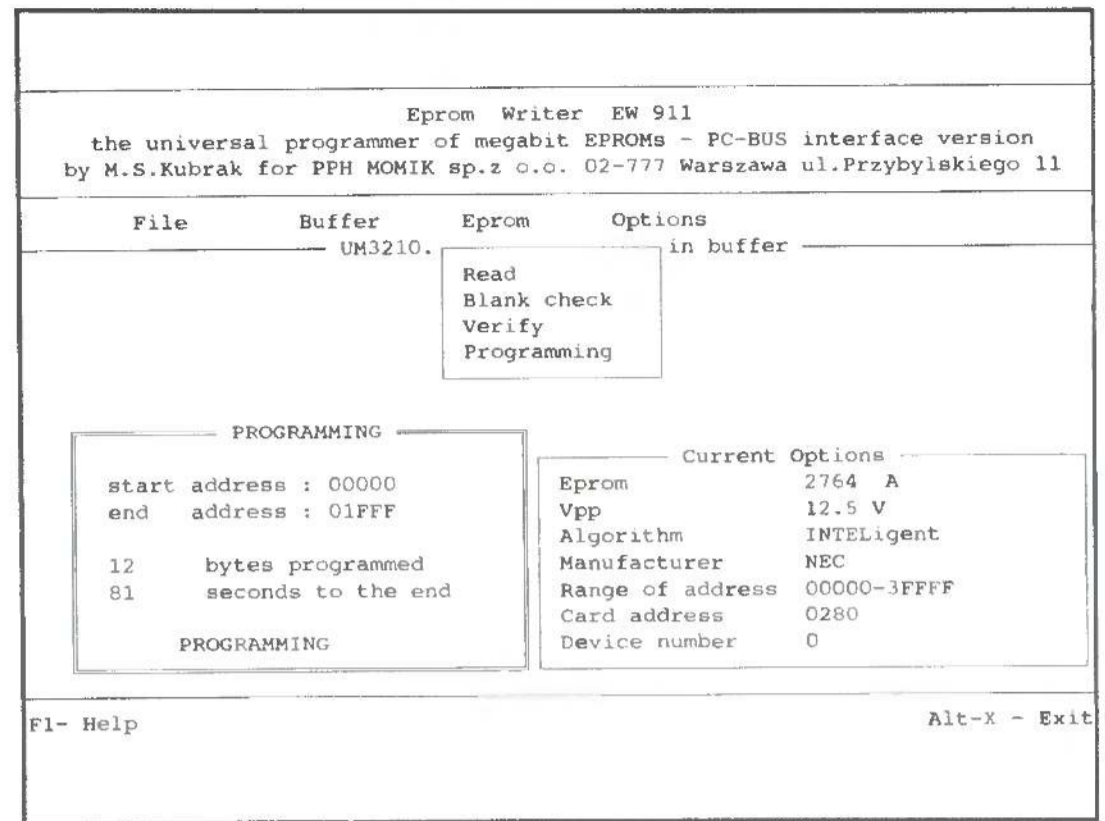 Eprom Writer EW 911
the universal programmer of megabit EPROMs - PC-BUS interface version
by M.S.Kubrak for PPH MOMIK sp.z o.o. 02-777 Warszawa ul.Przybylskiego 11
File Buffer Eprom Options
UM3210. in buffer
Read
Blank check
Verify
Programming
PROGRAMMING
start address : 00000
end address : 01FFF
12 bytes programmed
81 seconds to the end
PROGRAMMING
Current Options
Eprom 2764 A
Vpp 12.5 V
Algorithm INTELigent
Manufacturer NEC
Range of address 00000-3FFFF
Card address 0280
Device number 0
F1- Help Alt-X - Exit